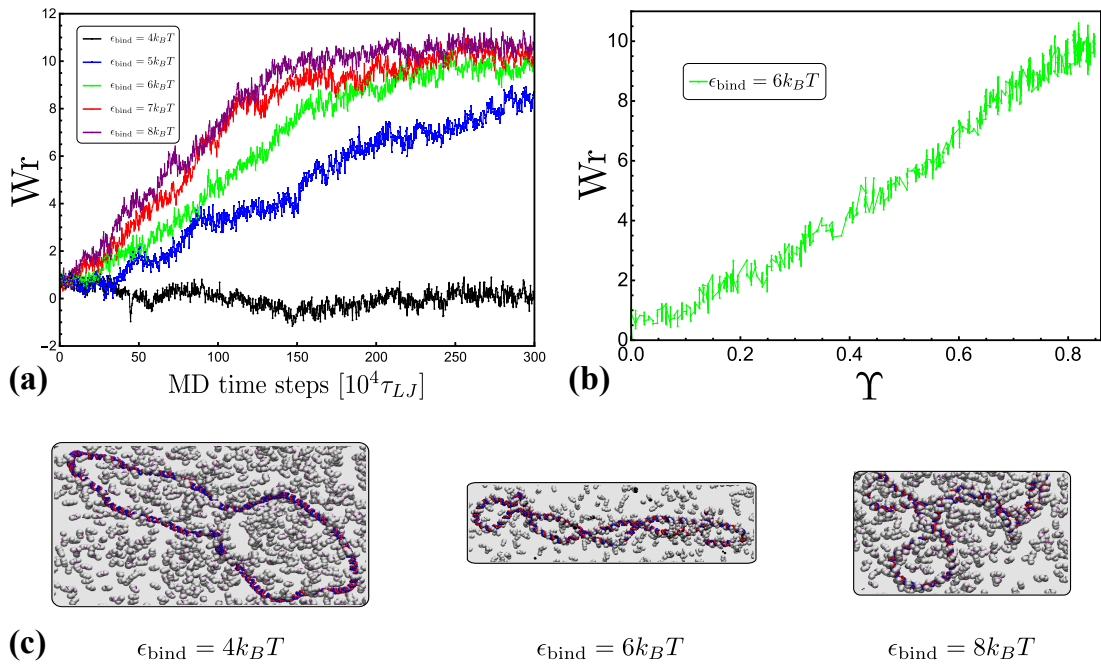 Wr
12
10
8
6
4
2
0
−2
ϵbind = 4kBT
ϵbind = 5kBT
ϵbind = 6kBT
ϵbind = 7kBT
ϵbind = 8kBT
0 50 100 150 200 250 300
(a) MD time steps [10⁴τLJ]
Wr
10
8
6
4
2
0
ϵbind = 6kBT
0.0 0.2 0.4 0.6 0.8
(b) ϒ
(c) ϵbind = 4kBT ϵbind = 6kBT ϵbind = 8kBT